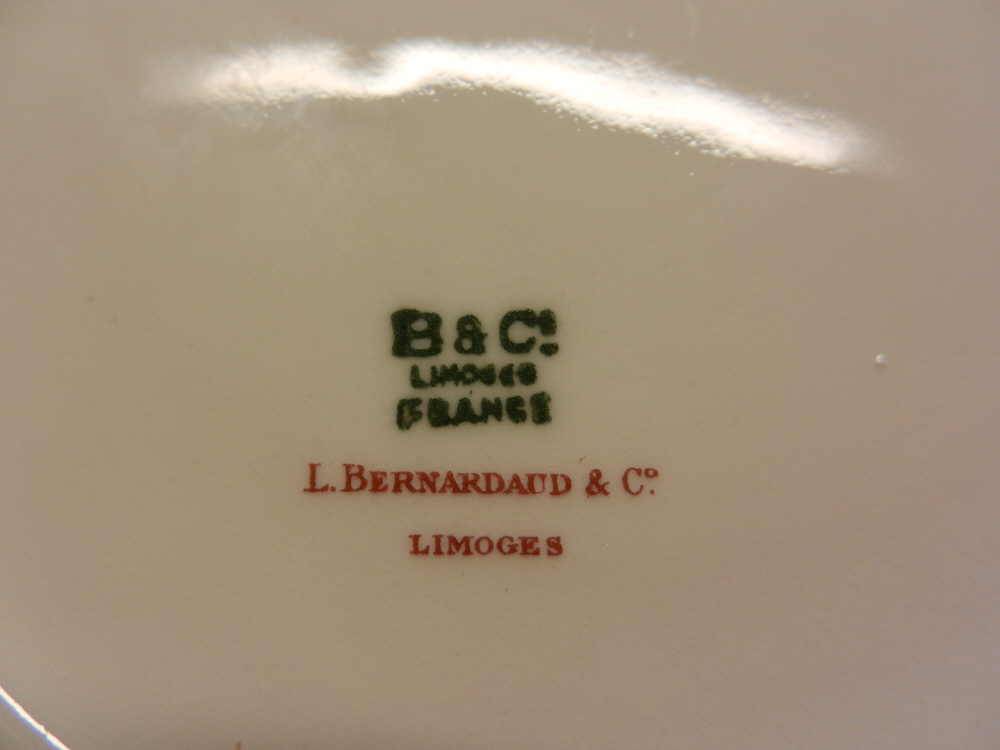 B & Co.
LIMOGES
FRANCE
L. BERNARDAUD & Co.
LIMOGES